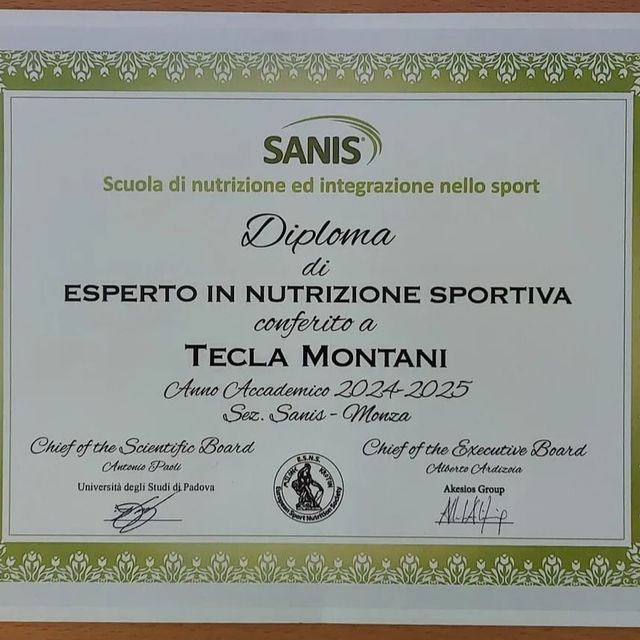 SANIS®
Scuola di nutrizione ed integrazione nello sport
Diploma
di
ESPERTO IN NUTRIZIONE SPORTIVA
conferito a
TECLA MONTANI
Anno Accademico 2024-2025
Sez. Sanis - Monza
Chief of the Scientific Board
Antonio Paoli
Università degli Studi di Padova
Chief of the Executive Board
Alberto Ardizoia
Akesios Group
E.S.N.S.
European Sport Nutrition Society